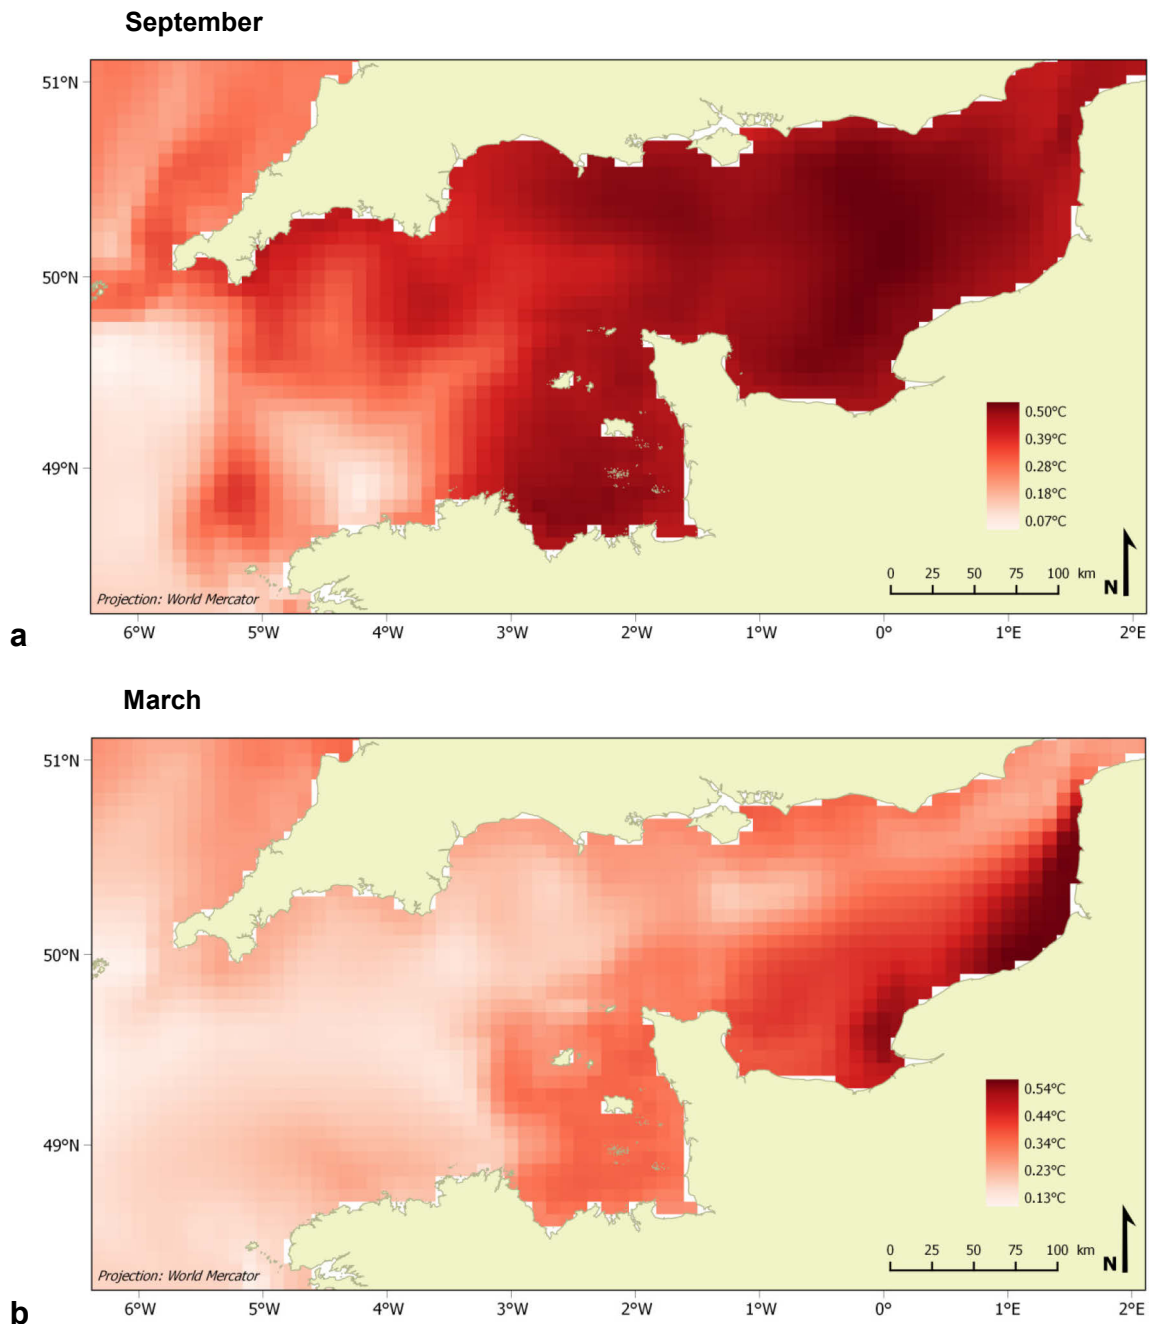 September
51°N
50°N
49°N
0.50°C
0.39°C
0.28°C
0.18°C
0.07°C
0 25 50 75 100 km
N
Projection: World Mercator
6°W 5°W 4°W 3°W 2°W 1°W 0° 1°E 2°E
a
March
51°N
50°N
49°N
0.54°C
0.44°C
0.34°C
0.23°C
0.13°C
0 25 50 75 100 km
N
Projection: World Mercator
6°W 5°W 4°W 3°W 2°W 1°W 0° 1°E 2°E
b